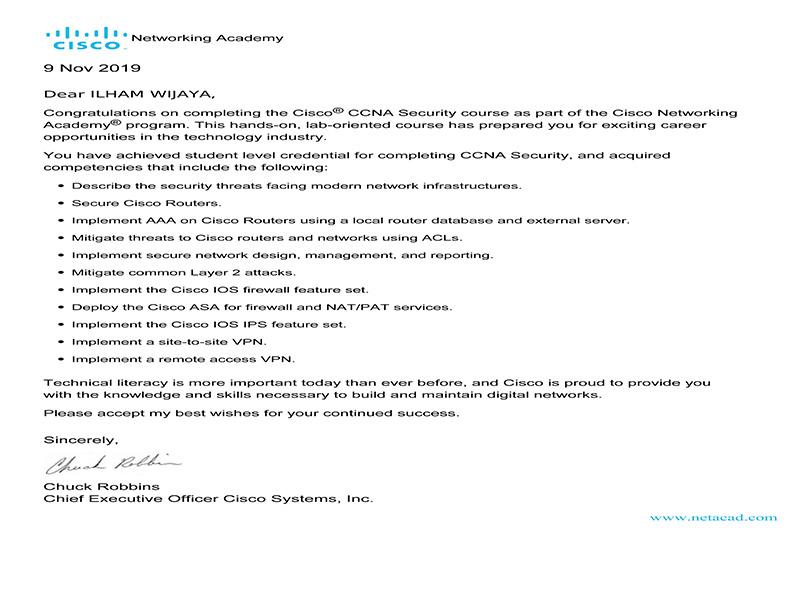 CISCO Networking Academy
9 Nov 2019
Dear ILHAM WIJAYA,
Congratulations on completing the Cisco® CCNA Security course as part of the Cisco Networking
Academy® program. This hands-on, lab-oriented course has prepared you for exciting career
opportunities in the technology industry.
You have achieved student level credential for completing CCNA Security, and acquired
competencies that include the following:
• Describe the security threats facing modern network infrastructures.
• Secure Cisco Routers.
• Implement AAA on Cisco Routers using a local router database and external server.
• Mitigate threats to Cisco routers and networks using ACLs.
• Implement secure network design, management, and reporting.
• Mitigate common Layer 2 attacks.
• Implement the Cisco IOS firewall feature set.
• Deploy the Cisco ASA for firewall and NAT/PAT services.
• Implement the Cisco IOS IPS feature set.
• Implement a site-to-site VPN.
• Implement a remote access VPN.
Technical literacy is more important today than ever before, and Cisco is proud to provide you
with the knowledge and skills necessary to build and maintain digital networks.
Please accept my best wishes for your continued success.
Sincerely,
Chuck Robbins
Chuck Robbins
Chief Executive Officer Cisco Systems, Inc.
www.netacad.com